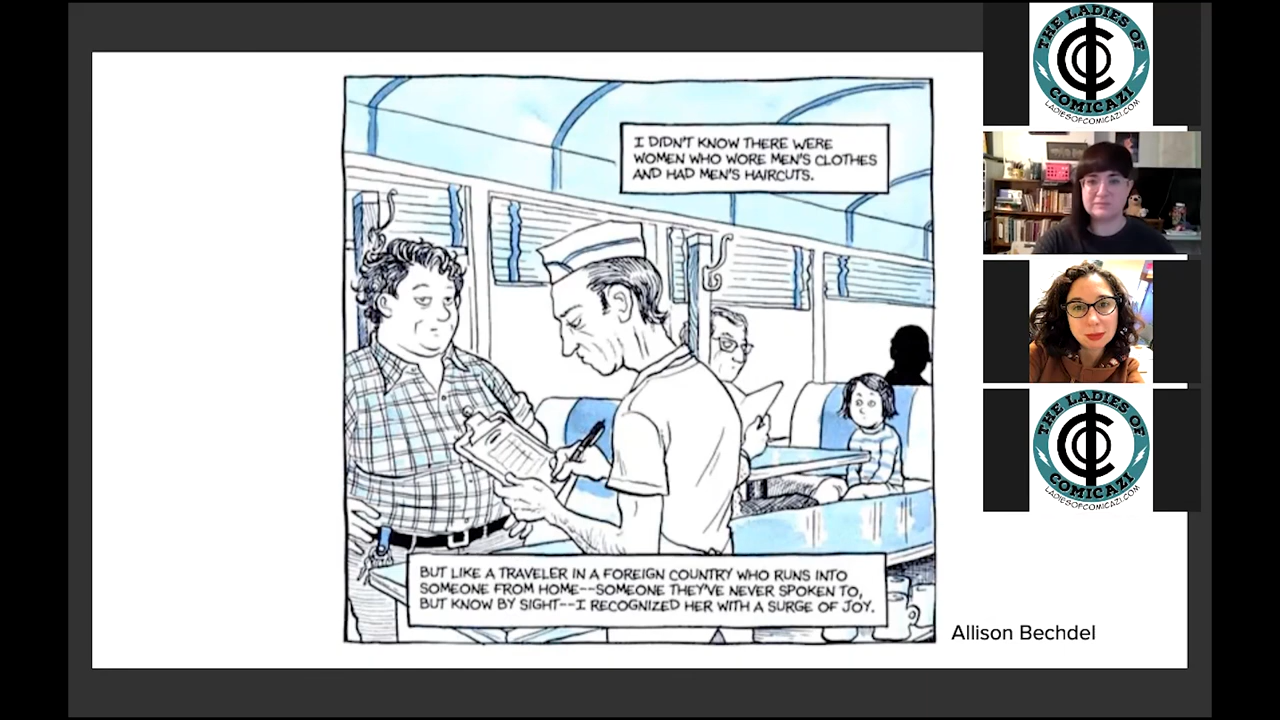 I DIDN'T KNOW THERE WERE
WOMEN WHO WORE MEN'S CLOTHES
AND HAD MEN'S HAIRCUTS.
BUT LIKE A TRAVELER IN A FOREIGN COUNTRY WHO RUNS INTO
SOMEONE FROM HOME--SOMEONE THEY'VE NEVER SPOKEN TO,
BUT KNOW BY SIGHT--I RECOGNIZED HER WITH A SURGE OF JOY.
Allison Bechdel
THE LADIES OF
COMICAZI
LADIESOFCOMICAZI.COM
THE LADIES OF
COMICAZI
LADIESOFCOMICAZI.COM